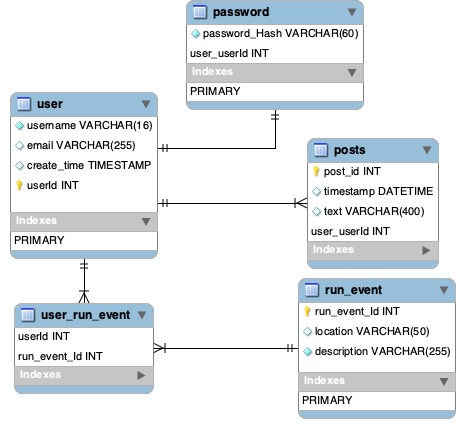 password
password_Hash VARCHAR(60)
user_userId INT
Indexes
PRIMARY
user
username VARCHAR(16)
email VARCHAR(255)
create_time TIMESTAMP
userId INT
Indexes
PRIMARY
posts
post_id INT
timestamp DATETIME
text VARCHAR(400)
user_userId INT
Indexes
user_run_event
userId INT
run_event_Id INT
Indexes
run_event
run_event_Id INT
location VARCHAR(50)
description VARCHAR(255)
Indexes
PRIMARY